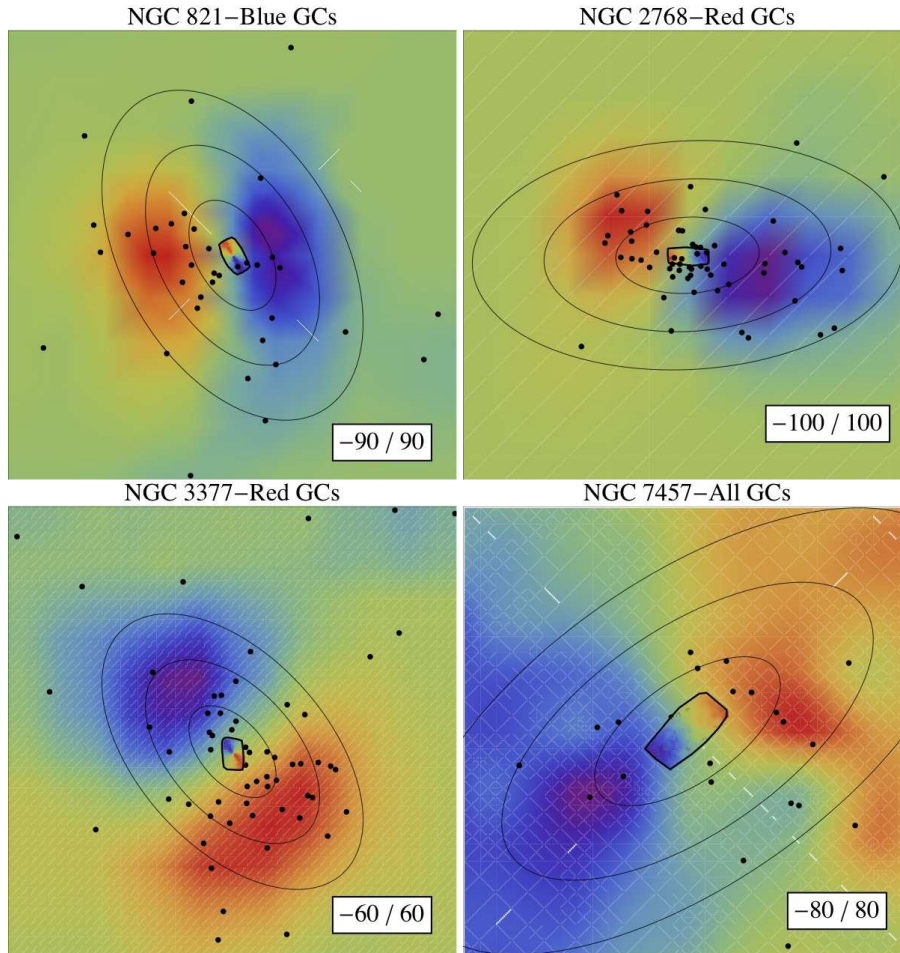 NGC 821−Blue GCs
NGC 2768−Red GCs
−90 / 90
−100 / 100
NGC 3377−Red GCs
NGC 7457−All GCs
−60 / 60
−80 / 80